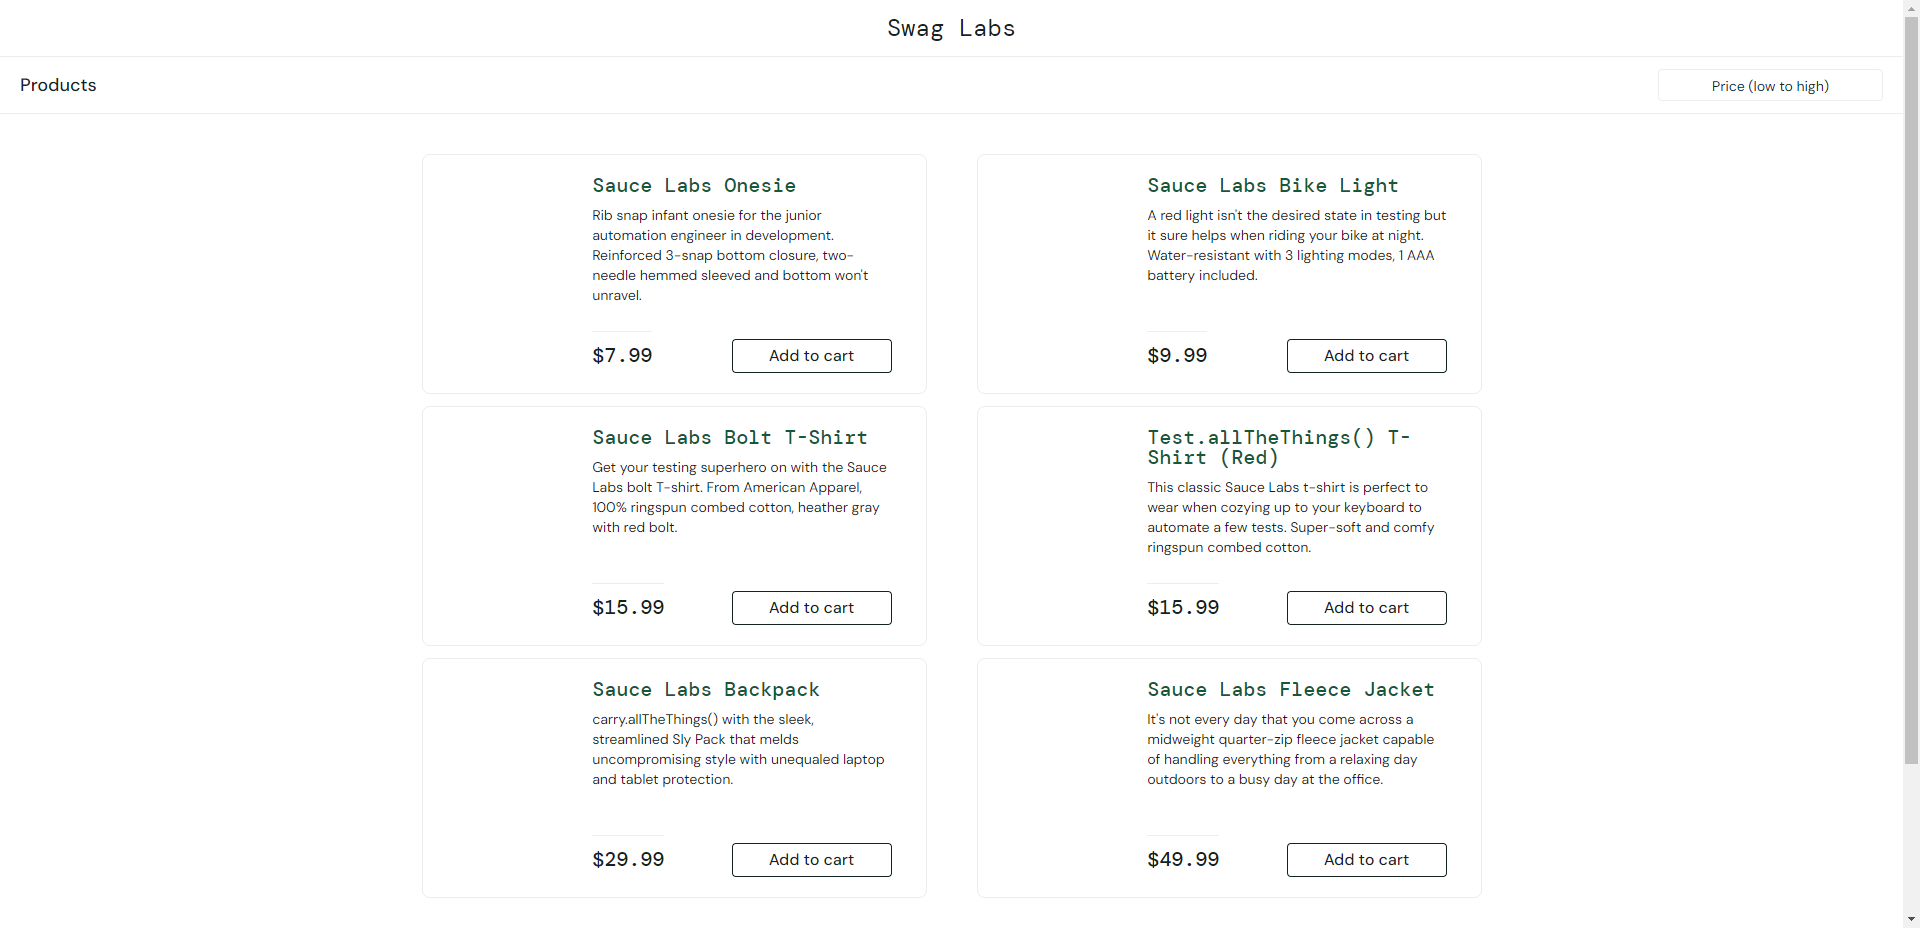 Swag Labs
Products
Price (low to high)
Sauce Labs Onesie
Rib snap infant onesie for the junior
automation engineer in development.
Reinforced 3-snap bottom closure, two-
needle hemmed sleeved and bottom won't
unravel.
$7.99
Add to cart
Sauce Labs Bike Light
A red light isn't the desired state in testing but
it sure helps when riding your bike at night.
Water-resistant with 3 lighting modes, 1 AAA
battery included.
$9.99
Add to cart
Sauce Labs Bolt T-Shirt
Get your testing superhero on with the Sauce
Labs bolt T-shirt. From American Apparel,
100% ringspun combed cotton, heather gray
with red bolt.
$15.99
Add to cart
Test.allTheThings() T-
Shirt (Red)
This classic Sauce Labs t-shirt is perfect to
wear when cozying up to your keyboard to
automate a few tests. Super-soft and comfy
ringspun combed cotton.
$15.99
Add to cart
Sauce Labs Backpack
carry.allTheThings() with the sleek,
streamlined Sly Pack that melds
uncompromising style with unequaled laptop
and tablet protection.
$29.99
Add to cart
Sauce Labs Fleece Jacket
It's not every day that you come across a
midweight quarter-zip fleece jacket capable
of handling everything from a relaxing day
outdoors to a busy day at the office.
$49.99
Add to cart